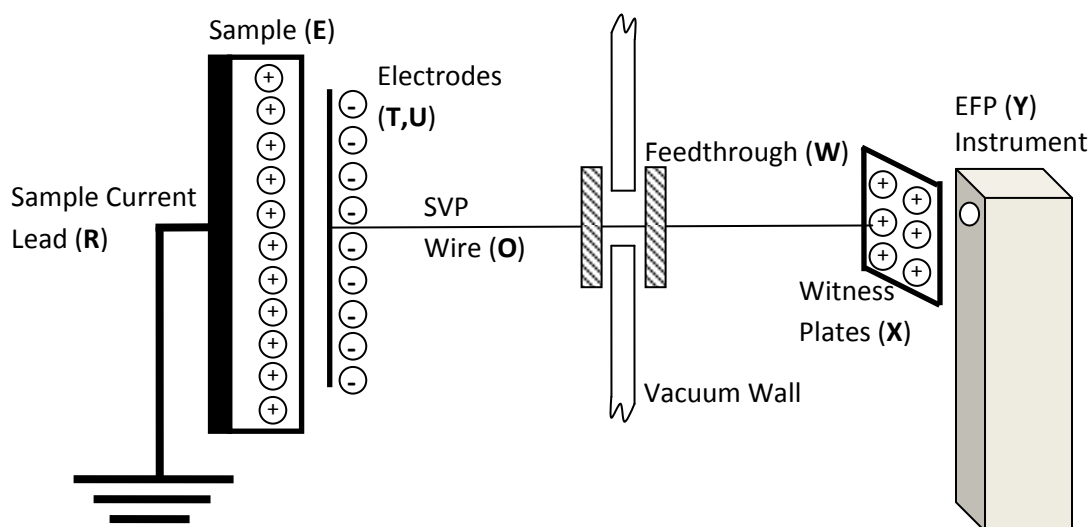 Sample (E)
Electrodes
(T,U)
Sample Current
Lead (R)
SVP
Wire (O)
Feedthrough (W)
EFP (Y)
Instrument
Witness
Plates (X)
Vacuum Wall
+
+
+
+
+
+
+
+
+
+
+
-
-
-
-
-
-
-
-
-
+
+
+
+
+
+